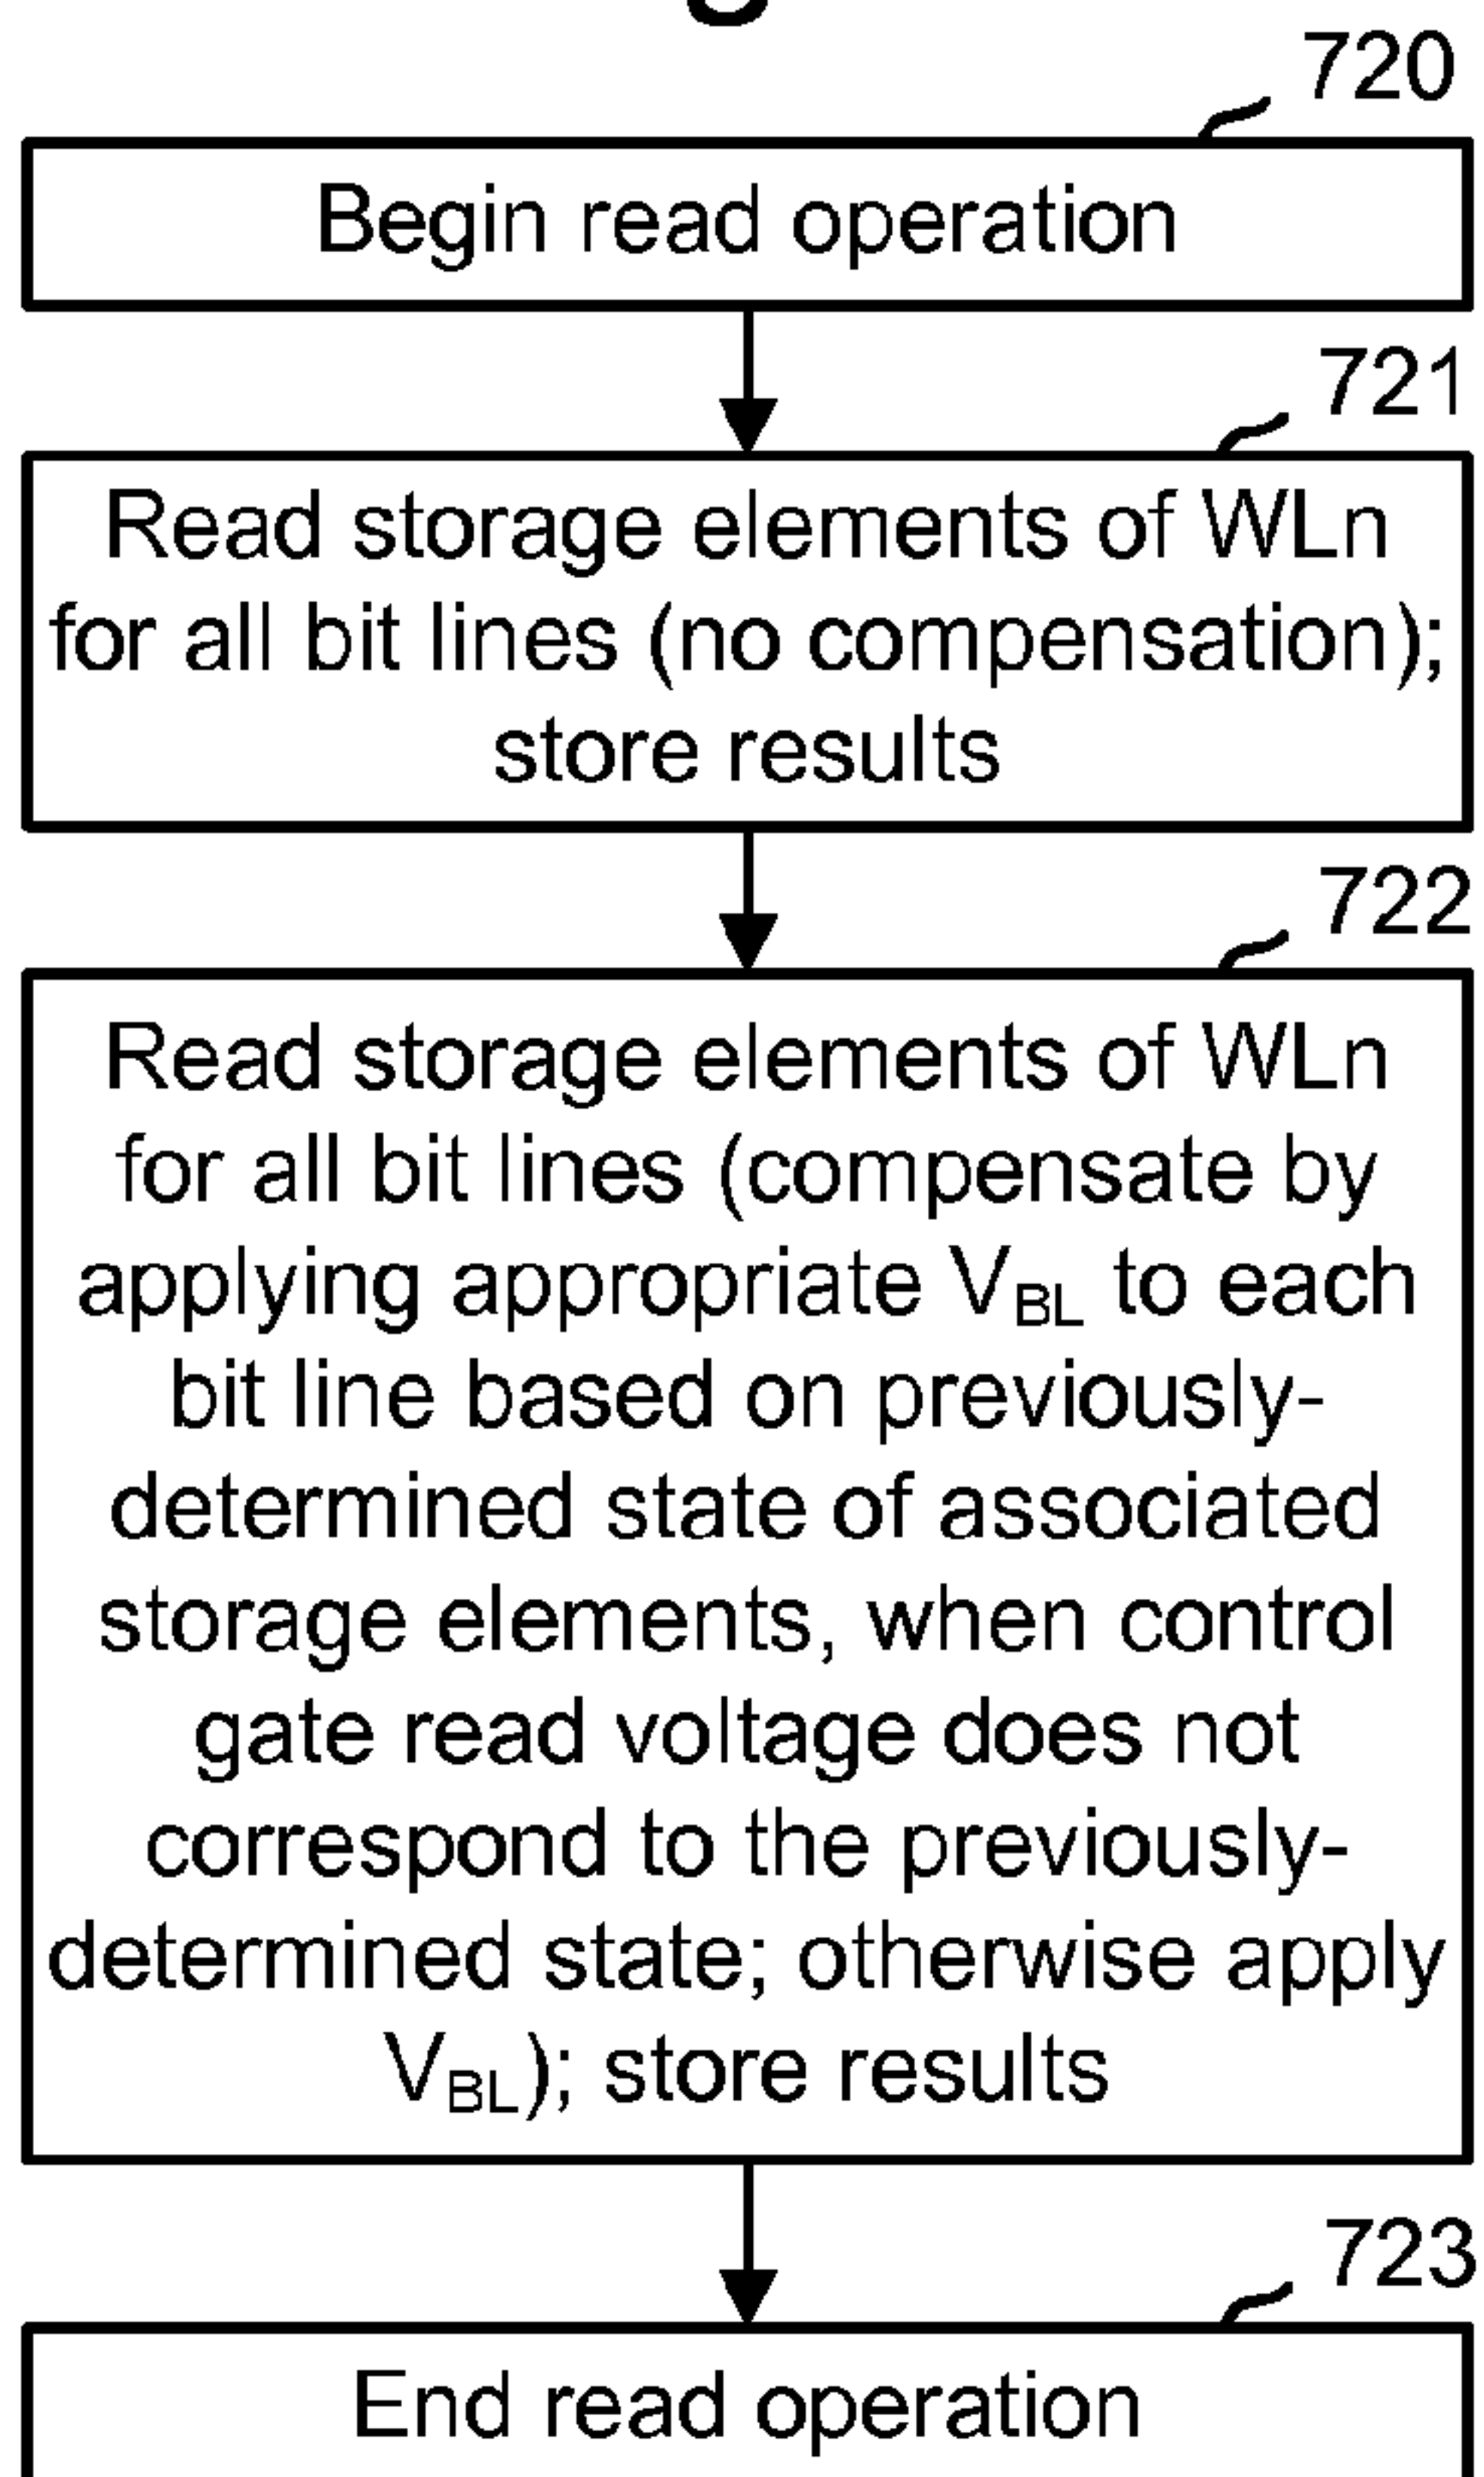 720
Begin read operation
721
Read storage elements of WLn
for all bit lines (no compensation);
store results
722
Read storage elements of WLn
for all bit lines (compensate by
applying appropriate VBL to each
bit line based on previously-
determined state of associated
storage elements, when control
gate read voltage does not
correspond to the previously-
determined state; otherwise apply
VBL); store results
723
End read operation